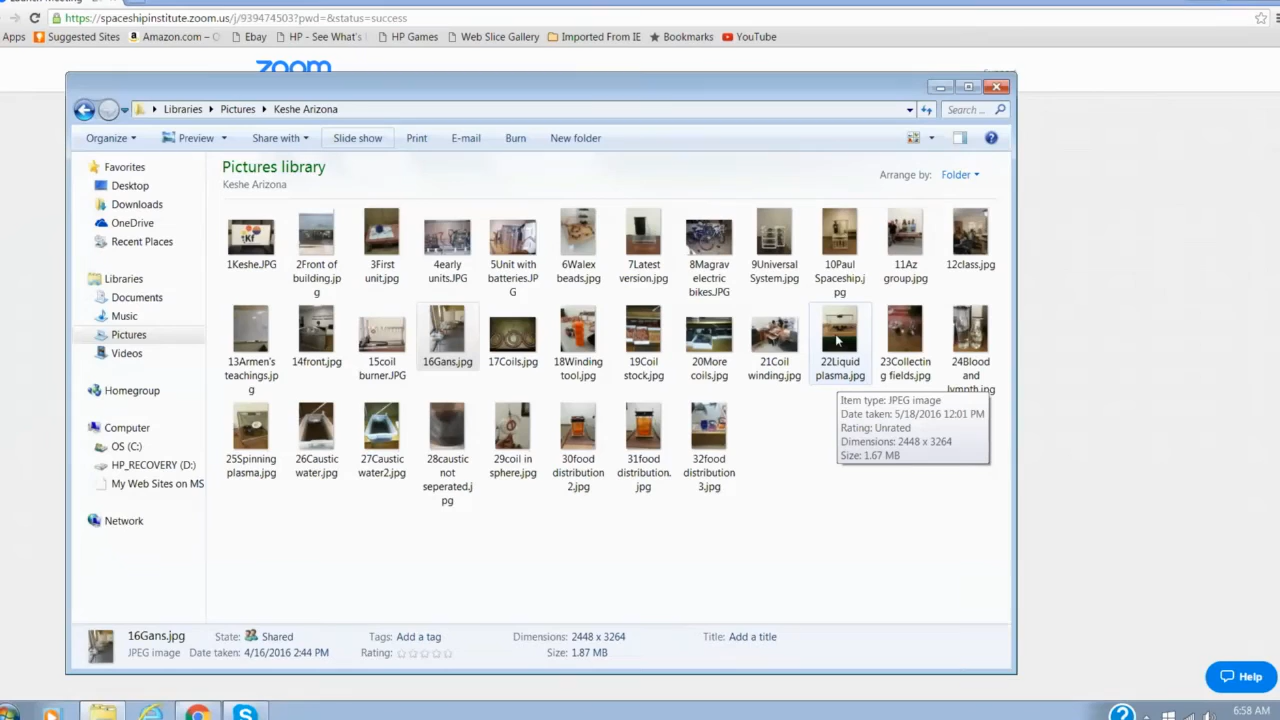 https://spaceshipinstitute.zoom.us/j/939474503?pwd=&status=success
Apps Suggested Sites Amazom.com – Ebay HP - See What's HP Games Web Slice Gallery Imported From IE Bookmarks YouTube
zoom
Libraries Pictures Keshe Arizona Search ...
Organize Preview Share with Slide show Print E-mail Burn New folder
Favorites
Desktop
Downloads
OneDrive
Recent Places
Libraries
Documents
Music
Pictures
Videos
Homegroup
Computer
OS (C:)
HP_RECOVERY (D:)
My Web Sites on MS
Network
Pictures library
Keshe Arizona
Arrange by: Folder
Kf
1Keshe.JPG
2Front of
building.jp
g
3First
unit.jpg
4early
units.JPG
5Unit with
batteries.JP
G
6Walex
beads.jpg
7Latest
version.jpg
8Magrav
electric
bikes.JPG
9Universal
System.jpg
10Paul
Spaceship.j
pg
11Az
group.jpg
12class.jpg
13Armen's
teachings.jp
g
14front.jpg
15coil
burner.JPG
16Gans.jpg
17Coils.jpg
18Winding
tool.jpg
19Coil
stock.jpg
20More
coils.jpg
21Coil
winding.jpg
22Liquid
plasma.jpg
23Collectin
g fields.jpg
24Blood
and
lymph.jpg
Item type: JPEG image
Date taken: 5/18/2016 12:01 PM
Rating: Unrated
Dimensions: 2448 x 3264
Size: 1.67 MB
25Spinning
plasma.jpg
26Caustic
water.jpg
27Caustic
water2.jpg
28caustic
not
seperated.j
pg
29coil in
sphere.jpg
30food
distribution
2.jpg
31food
distribution.
jpg
32food
distribution
3.jpg
16Gans.jpg State: Shared Tags: Add a tag Dimensions: 2448 x 3264 Title: Add a title
JPEG image Date taken: 4/16/2016 2:44 PM Rating: Size: 1.87 MB
Help
6:58 AM